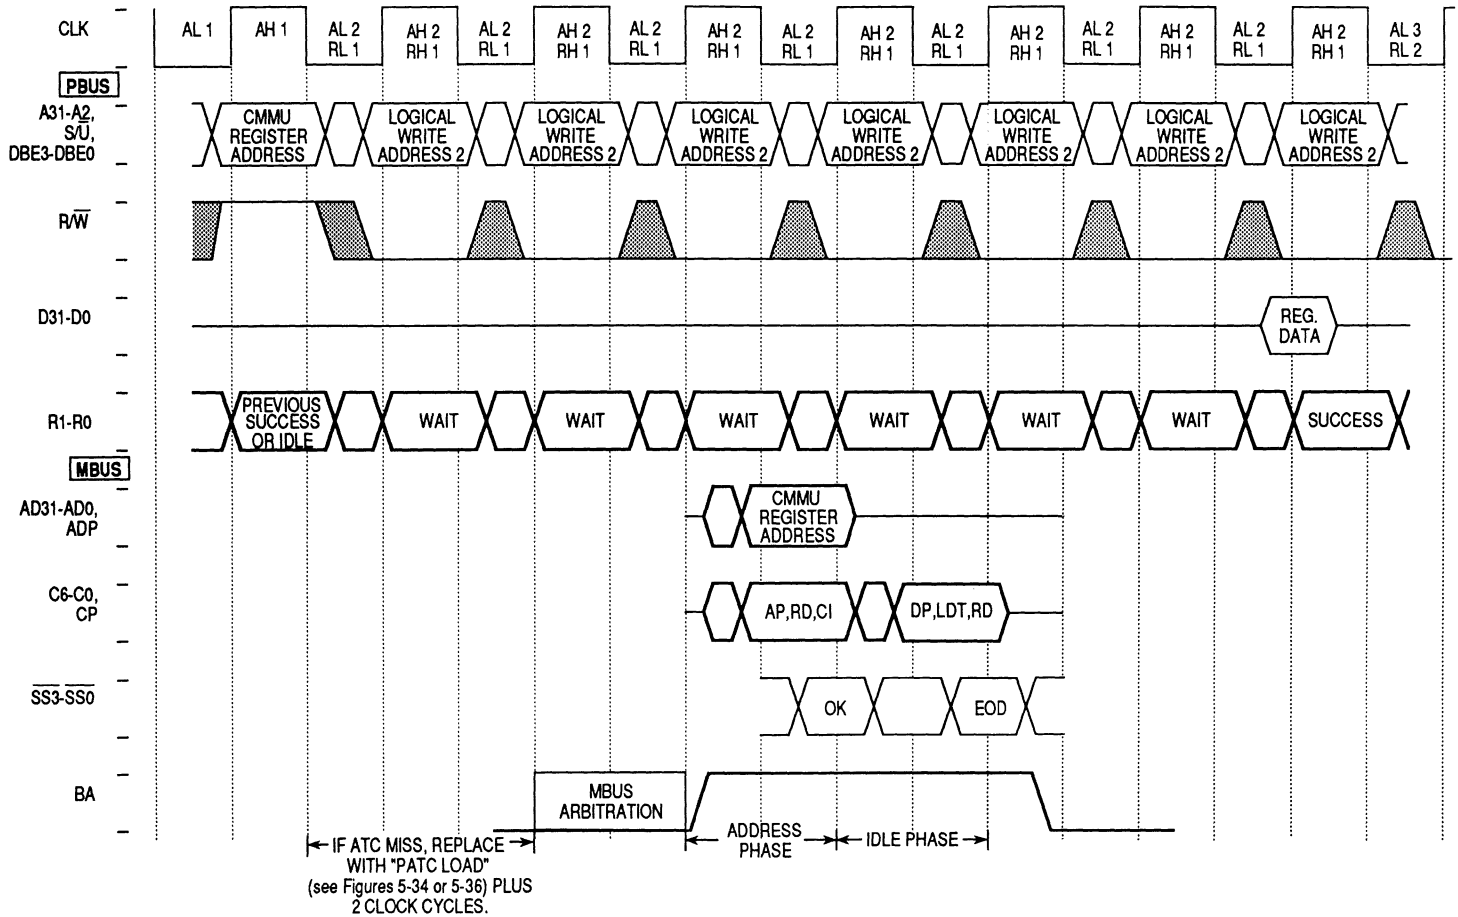 CLK
AL 1 AH 1 AL 2 AH 2 AL 2 AH 2 AL 2 AH 2 AL 2 AH 2 AL 2 AH 2 AL 2 AH 2 AL 2 AH 2 AL 3
RL 1 RH 1 RL 1 RH 1 RL 1 RH 1 RL 1 RH 1 RL 1 RH 1 RL 1 RH 1 RL 1 RH 1 RL 2
PBUS
A31-A2,
S/U,
DBE3-DBE0
CMMU LOGICAL LOGICAL LOGICAL LOGICAL LOGICAL LOGICAL LOGICAL
REGISTER WRITE WRITE WRITE WRITE WRITE WRITE WRITE
ADDRESS ADDRESS 2 ADDRESS 2 ADDRESS 2 ADDRESS 2 ADDRESS 2 ADDRESS 2 ADDRESS 2
R/W̅
D31-D0
REG.
DATA
R1-R0
PREVIOUS
SUCCESS
OR IDLE
WAIT WAIT WAIT WAIT WAIT WAIT SUCCESS
MBUS
AD31-AD0,
ADP
CMMU
REGISTER
ADDRESS
C6-C0,
CP
AP,RD,CI DP,LDT,RD
S̅S̅3̅-S̅S̅0̅
OK EOD
BA
MBUS
ARBITRATION
IF ATC MISS, REPLACE
WITH "PATC LOAD"
(see Figures 5-34 or 5-36) PLUS
2 CLOCK CYCLES.
ADDRESS
PHASE
IDLE PHASE